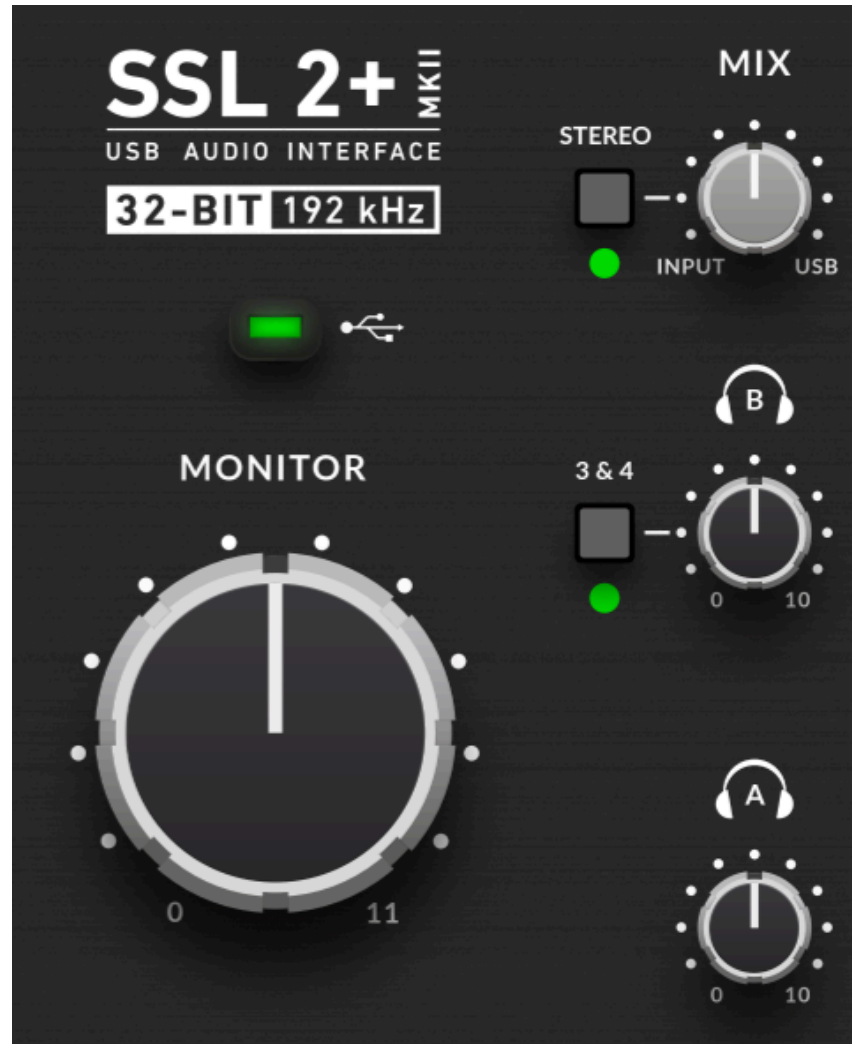 SSL 2+ MKII
USB AUDIO INTERFACE
32-BIT 192 kHz
MIX
STEREO
INPUT USB
B
3 & 4
0 10
MONITOR
0 11
A
0 10